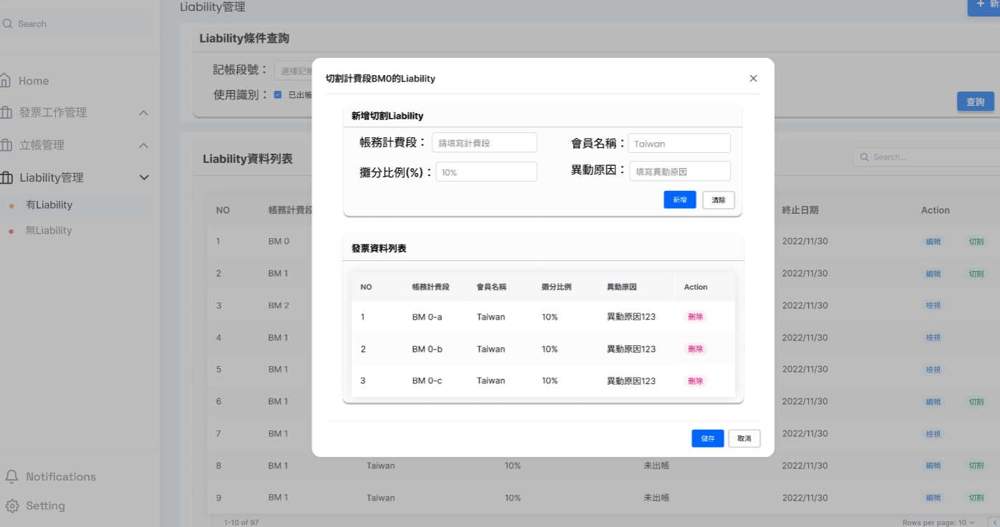 Liability管理
新
Search
Liability條件查詢
記帳段號：
使用識別： 已出帳
查詢
Home
發票工作管理
立帳管理
Liability管理
有Liability
無Liability
Notifications
Setting
Liability資料列表
Search...
NO 帳務計費段 終止日期 Action
1 BM 0 2022/11/30 編輯 切割
2 BM 1 2022/11/30 編輯 切割
3 BM 2 2022/11/30 檢視
4 BM 1 2022/11/30 檢視
5 BM 1 2022/11/30 檢視
6 BM 1 2022/11/30 編輯 切割
7 BM 1 2022/11/30 檢視
8 BM 1 Taiwan 10% 未出帳 2022/11/30 編輯 切割
9 BM 1 Taiwan 10% 未出帳 2022/11/30 編輯 切割
1-10 of 97
Rows per page: 10
切割計費段BM0的Liability
新增切割Liability
帳務計費段： 請填寫計費段 會員名稱： Taiwan
攤分比例(%)： 10% 異動原因： 填寫異動原因
新增 清除
發票資料列表
NO 帳務計費段 會員名稱 攤分比例 異動原因 Action
1 BM 0-a Taiwan 10% 異動原因123 刪除
2 BM 0-b Taiwan 10% 異動原因123 刪除
3 BM 0-c Taiwan 10% 異動原因123 刪除
儲存 取消